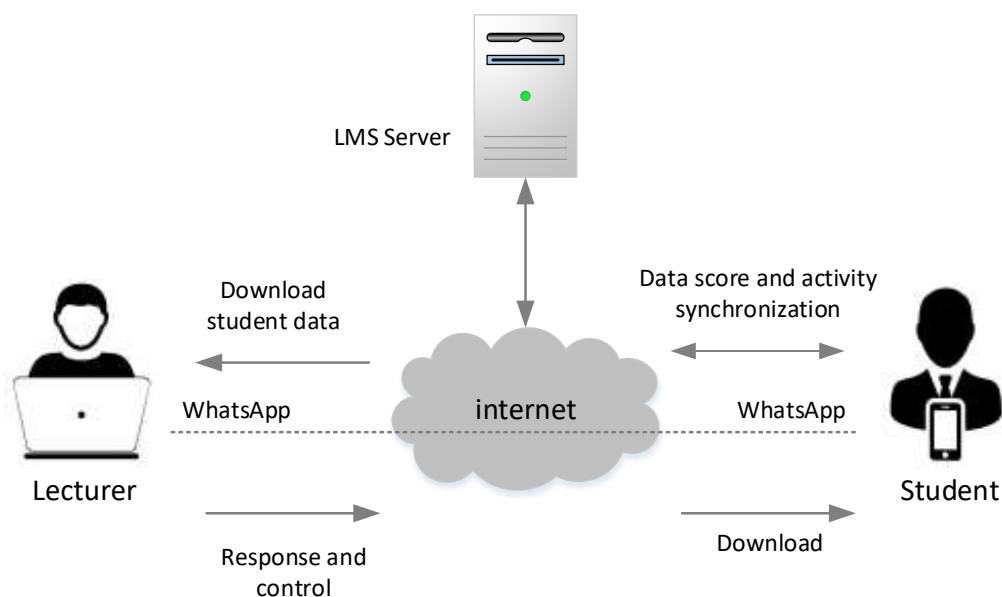 LMS Server
Download
student data
Data score and activity
synchronization
WhatsApp
internet
WhatsApp
Lecturer
Student
Response and
control
Download